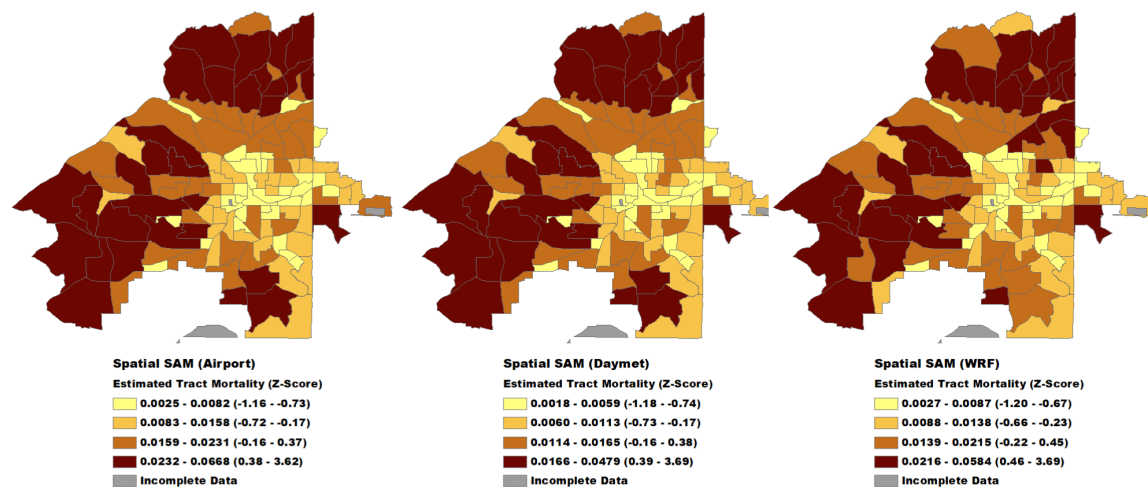 Spatial SAM (Airport)
Estimated Tract Mortality (Z-Score)
0.0025 - 0.0082 (-1.16 - -0.73)
0.0083 - 0.0158 (-0.72 - -0.17)
0.0159 - 0.0231 (-0.16 - 0.37)
0.0232 - 0.0668 (0.38 - 3.62)
Incomplete Data
Spatial SAM (Daymet)
Estimated Tract Mortality (Z-Score)
0.0018 - 0.0059 (-1.18 - -0.74)
0.0060 - 0.0113 (-0.73 - -0.17)
0.0114 - 0.0165 (-0.16 - 0.38)
0.0166 - 0.0479 (0.39 - 3.69)
Incomplete Data
Spatial SAM (WRF)
Estimated Tract Mortality (Z-Score)
0.0027 - 0.0087 (-1.20 - -0.67)
0.0088 - 0.0138 (-0.66 - -0.23)
0.0139 - 0.0215 (-0.22 - 0.45)
0.0216 - 0.0584 (0.46 - 3.69)
Incomplete Data